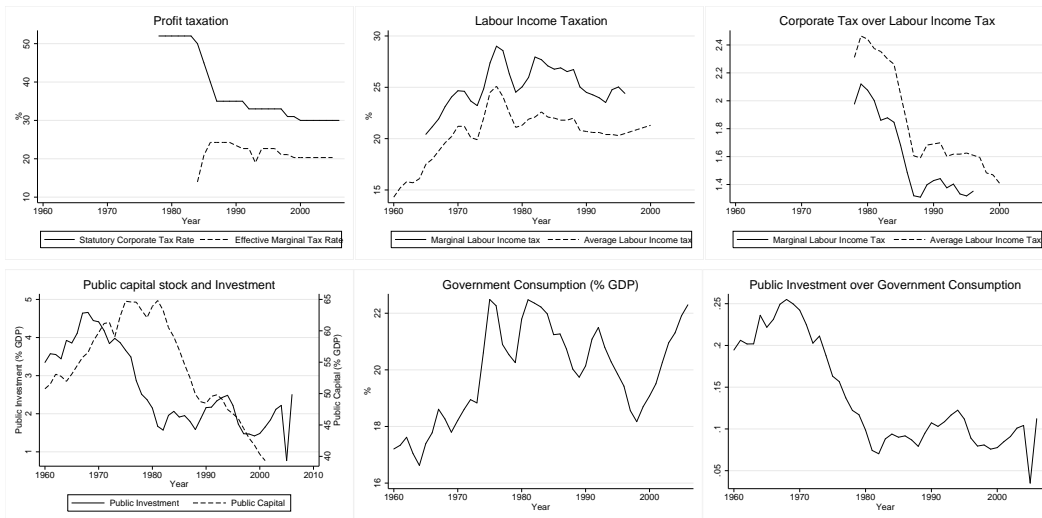 Profit taxation
50
40
30
20
10
%
1960 1970 1980 1990 2000
Year
Statutory Corporate Tax Rate Effective Marginal Tax Rate
Labour Income Taxation
30
25
20
15
%
1960 1970 1980 1990 2000
Year
Marginal Labour Income tax Average Labour Income tax
Corporate Tax over Labour Income Tax
2.4
2.2
2
1.8
1.6
1.4
1960 1970 1980 1990 2000
Year
Marginal Labour Income Tax Average Labour Income Tax
Public capital stock and Investment
5
4
3
2
1
Public Investment (% GDP)
65
60
55
50
45
40
Public Capital (% GDP)
1960 1970 1980 1990 2000 2010
Year
Public Investment Public Capital
Government Consumption (% GDP)
22
20
18
16
%
1960 1970 1980 1990 2000
Year
Public Investment over Government Consumption
.25
.2
.15
.1
.05
1960 1970 1980 1990 2000
Year